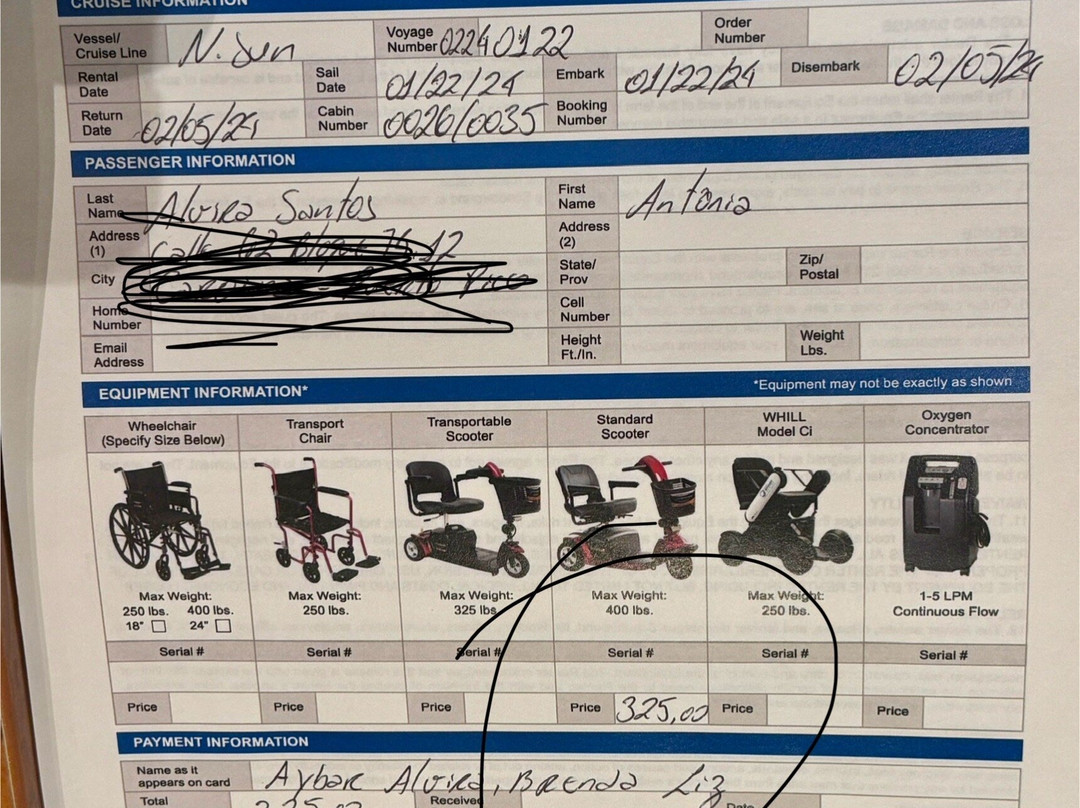 CRUISE INFORMATION
Vessel/ Cruise Line N. Sun Voyage Number 022240122 Order Number
Rental Date Sail Date 01/22/24 Embark 01/22/24 Disembark 02/05/24
Return Date 02/05/24 Cabin Number 0026/0035 Booking Number
PASSENGER INFORMATION
Last Name Alvira Santos First Name Antonia
Address (1) Address (2)
City State/ Prov Zip/ Postal
Home Number Cell Number
Email Address Height Ft./In. Weight Lbs.
EQUIPMENT INFORMATION* *Equipment may not be exactly as shown
Wheelchair (Specify Size Below) Transport Chair Transportable Scooter Standard Scooter WHILL Model Ci Oxygen Concentrator
Max Weight: Max Weight: Max Weight: Max Weight: Max Weight: 1-5 LPM
250 lbs. 400 lbs. 250 lbs. 325 lbs. 400 lbs. 250 lbs. Continuous Flow
18" 24"
Serial # Serial # Serial # Serial # Serial # Serial #
Price Price Price Price 325,00 Price Price
PAYMENT INFORMATION
Name as it appears on card Aybar Alvira, Brenda Liz
Total Received Date